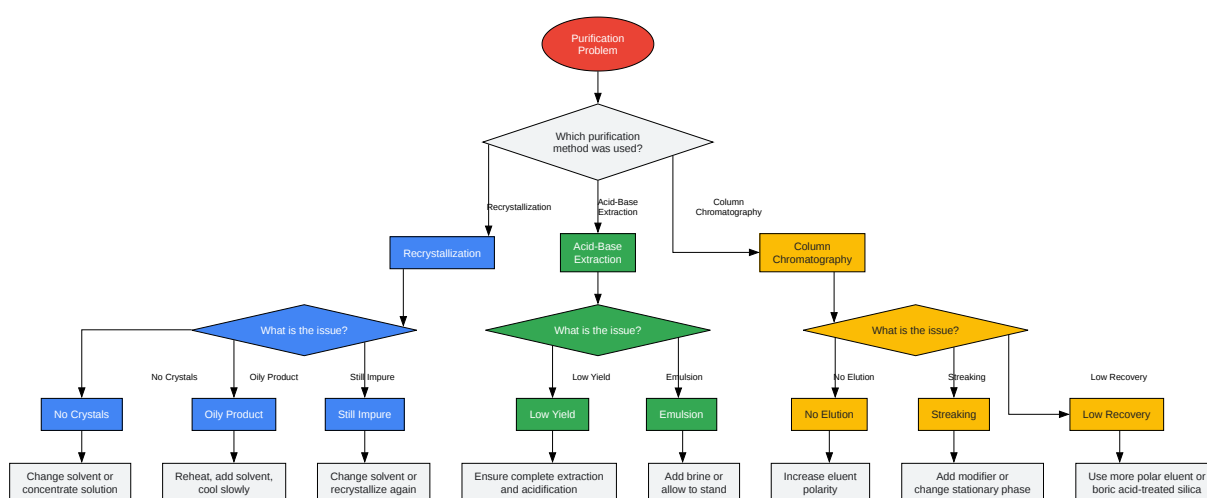 Purification
Problem
Which purification
method was used?
Recrystallization
Acid-Base
Extraction
Column
Chromatography
Recrystallization
Acid-Base
Extraction
Column
Chromatography
What is the issue?
What is the issue?
What is the issue?
No Crystals
Oily Product
Still Impure
Low Yield
Emulsion
No Elution
Streaking
Low Recovery
No Crystals
Oily Product
Still Impure
Low Yield
Emulsion
No Elution
Streaking
Low Recovery
Change solvent or
concentrate solution
Reheat, add solvent,
cool slowly
Change solvent or
recrystallize again
Ensure complete extraction
and acidification
Add brine or
allow to stand
Increase eluent
polarity
Add modifier or
change stationary phase
Use more polar eluent or
boric acid-treated silica